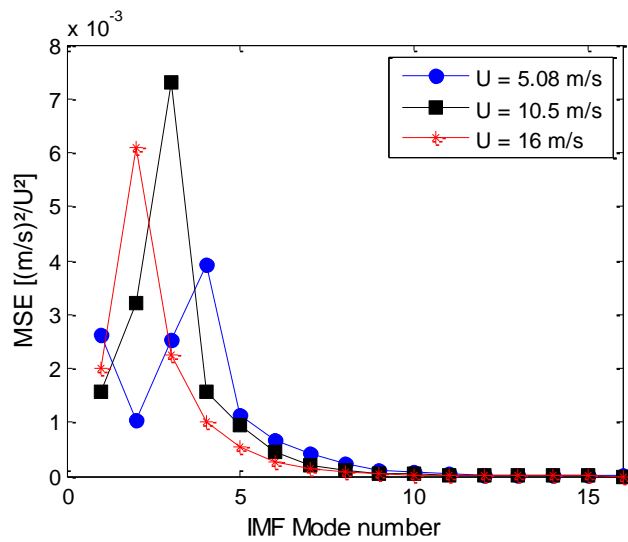 x 10⁻³
8
7
6
5
4
3
2
1
0
MSE [(m/s)²/U²]
U = 5.08 m/s
U = 10.5 m/s
U = 16 m/s
0 5 10 15
IMF Mode number